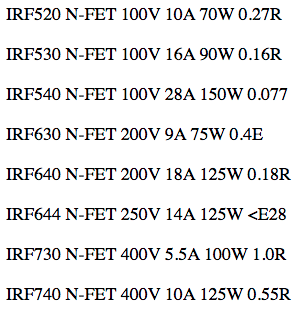 IRF520 N-FET 100V 10A 70W 0.27R
IRF530 N-FET 100V 16A 90W 0.16R
IRF540 N-FET 100V 28A 150W 0.077
IRF630 N-FET 200V 9A 75W 0.4E
IRF640 N-FET 200V 18A 125W 0.18R
IRF644 N-FET 250V 14A 125W <E28
IRF730 N-FET 400V 5.5A 100W 1.0R
IRF740 N-FET 400V 10A 125W 0.55R